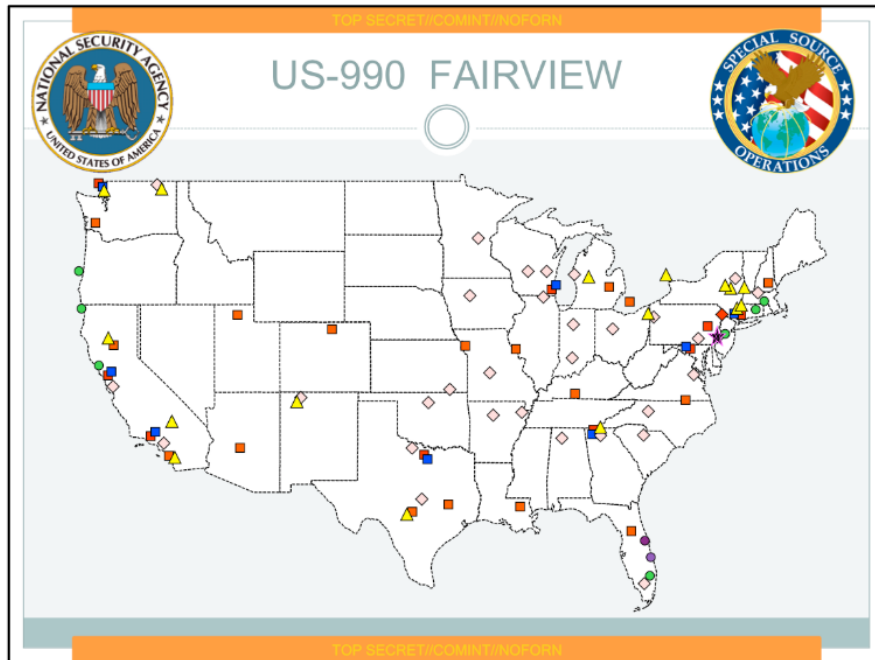 TOP SECRET//COMINT//NOFORN
NATIONAL SECURITY AGENCY
UNITED STATES OF AMERICA
US-990 FAIRVIEW
SPECIAL SOURCE
OPERATIONS
TOP SECRET//COMINT//NOFORN